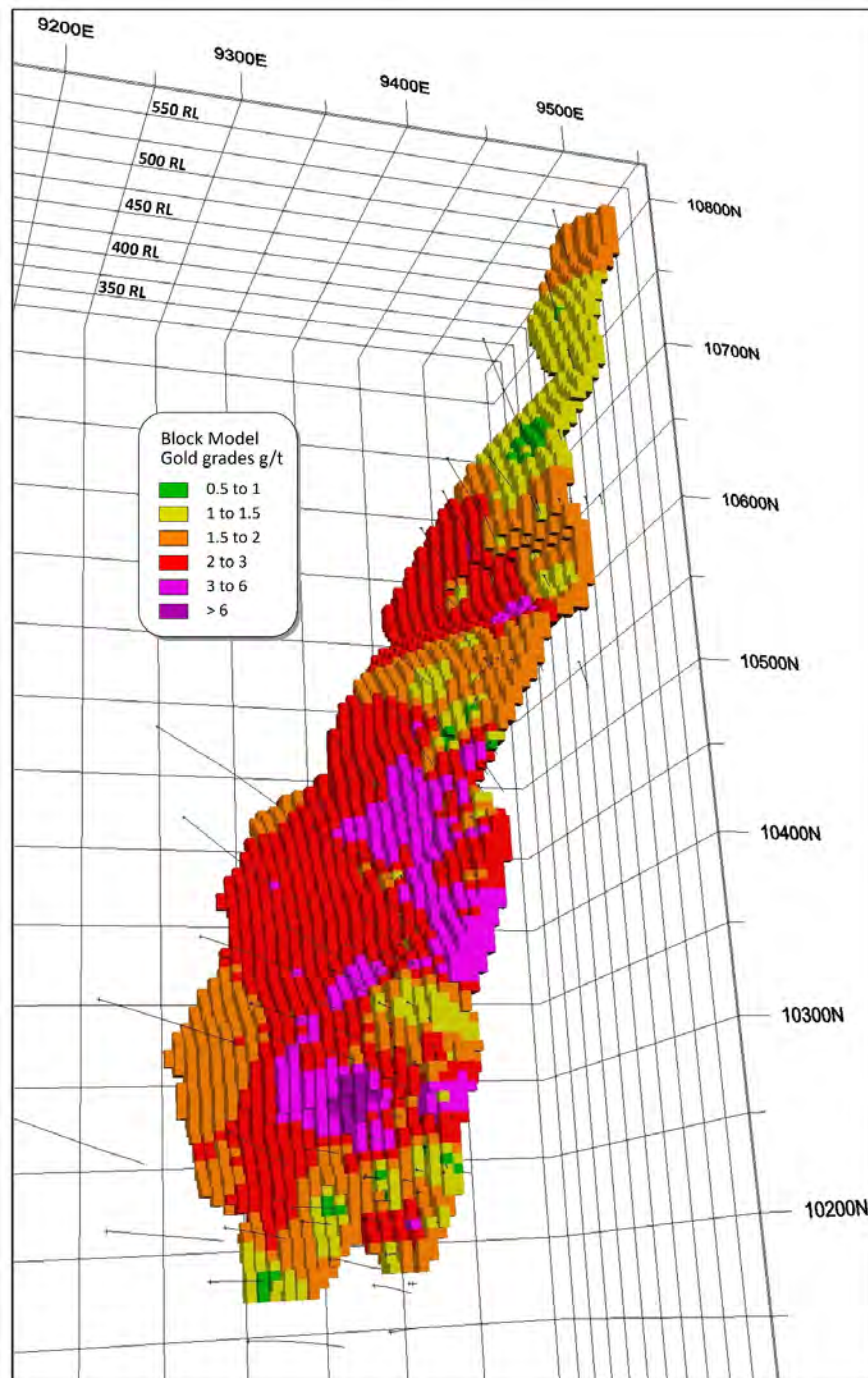 9200E
9300E
9400E
9500E
550 RL
500 RL
450 RL
400 RL
350 RL
10800N
10700N
10600N
10500N
10400N
10300N
10200N
Block Model
Gold grades g/t
0.5 to 1
1 to 1.5
1.5 to 2
2 to 3
3 to 6
> 6